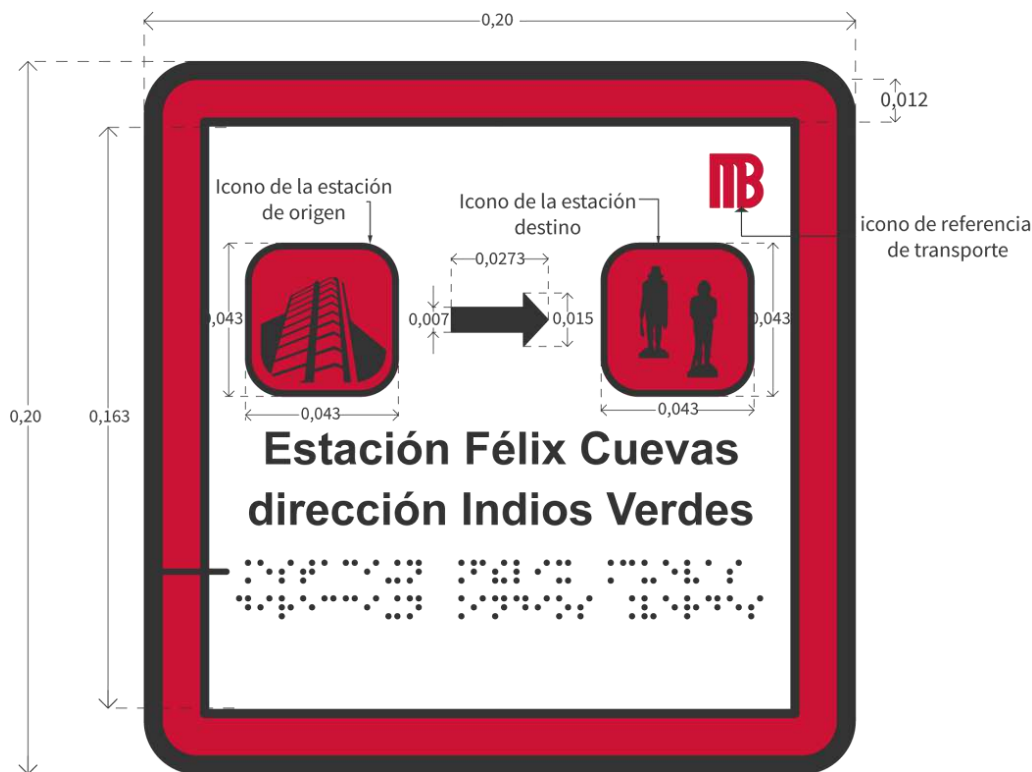 0,20
0,012
MB
Icono de la estación
de origen
Icono de la estación
destino
icono de referencia
de transporte
0,0273
0,043
0,007
0,015
0,043
0,043
0,043
0,20
0,163
Estación Félix Cuevas
dirección Indios Verdes